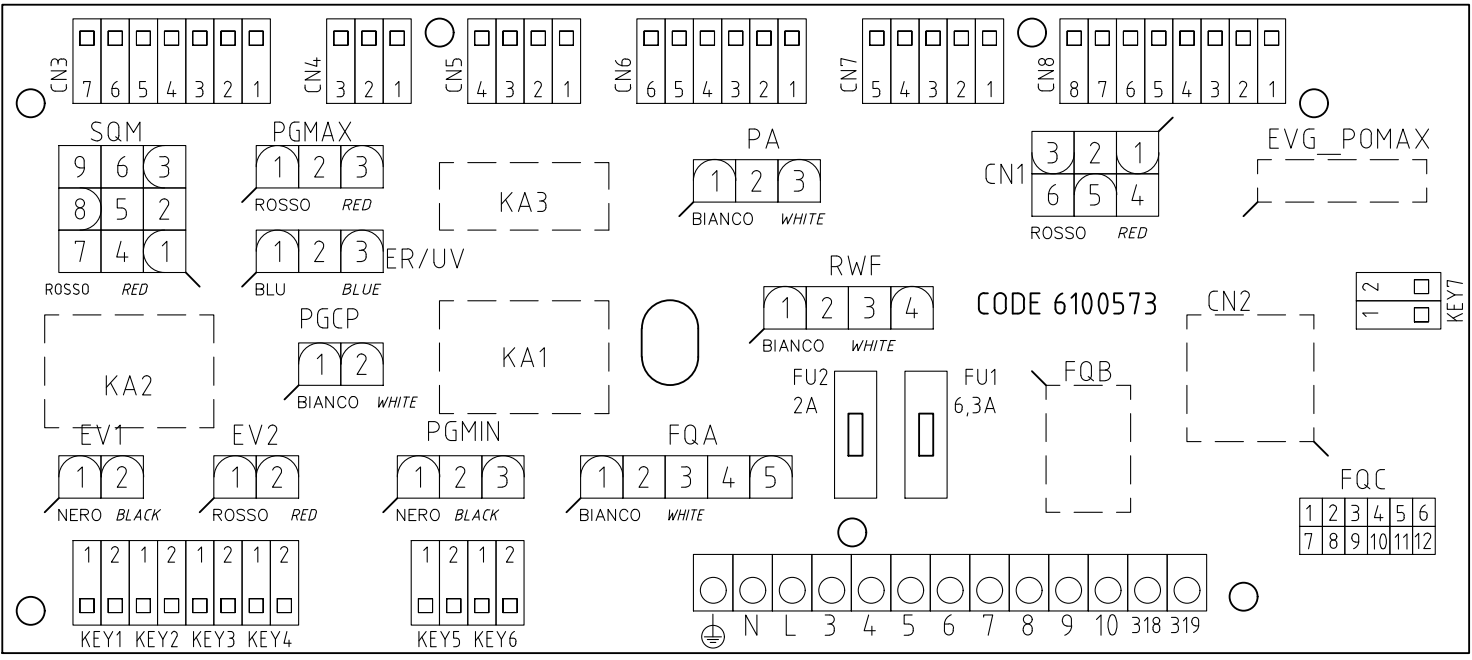 CN3 7 6 5 4 3 2 1
CN4 3 2 1
CN5 4 3 2 1
CN6 6 5 4 3 2 1
CN7 5 4 3 2 1
CN8 8 7 6 5 4 3 2 1
SQM
9 6 3
8 5 2
7 4 1
ROSSO RED
PGMAX
1 2 3
ROSSO RED
1 2 3 ER/UV
BLU BLUE
PGCP
1 2
BIANCO WHITE
KA3
KA1
KA2
PA
1 2 3
BIANCO WHITE
RWF
1 2 3 4
BIANCO WHITE
CN1
3 2 1
6 5 4
ROSSO RED
EVG_POMAX
CODE 6100573
CN2
2
1
KEY7
FU2
2A
FU1
6,3A
FQB
EV1
1 2
NERO BLACK
EV2
1 2
ROSSO RED
PGMIN
1 2 3
NERO BLACK
FQA
1 2 3 4 5
BIANCO WHITE
FQC
1 2 3 4 5 6
7 8 9 10 11 12
1 2 1 2 1 2 1 2
KEY1 KEY2 KEY3 KEY4
1 2 1 2
KEY5 KEY6
N L 3 4 5 6 7 8 9 10 318 319